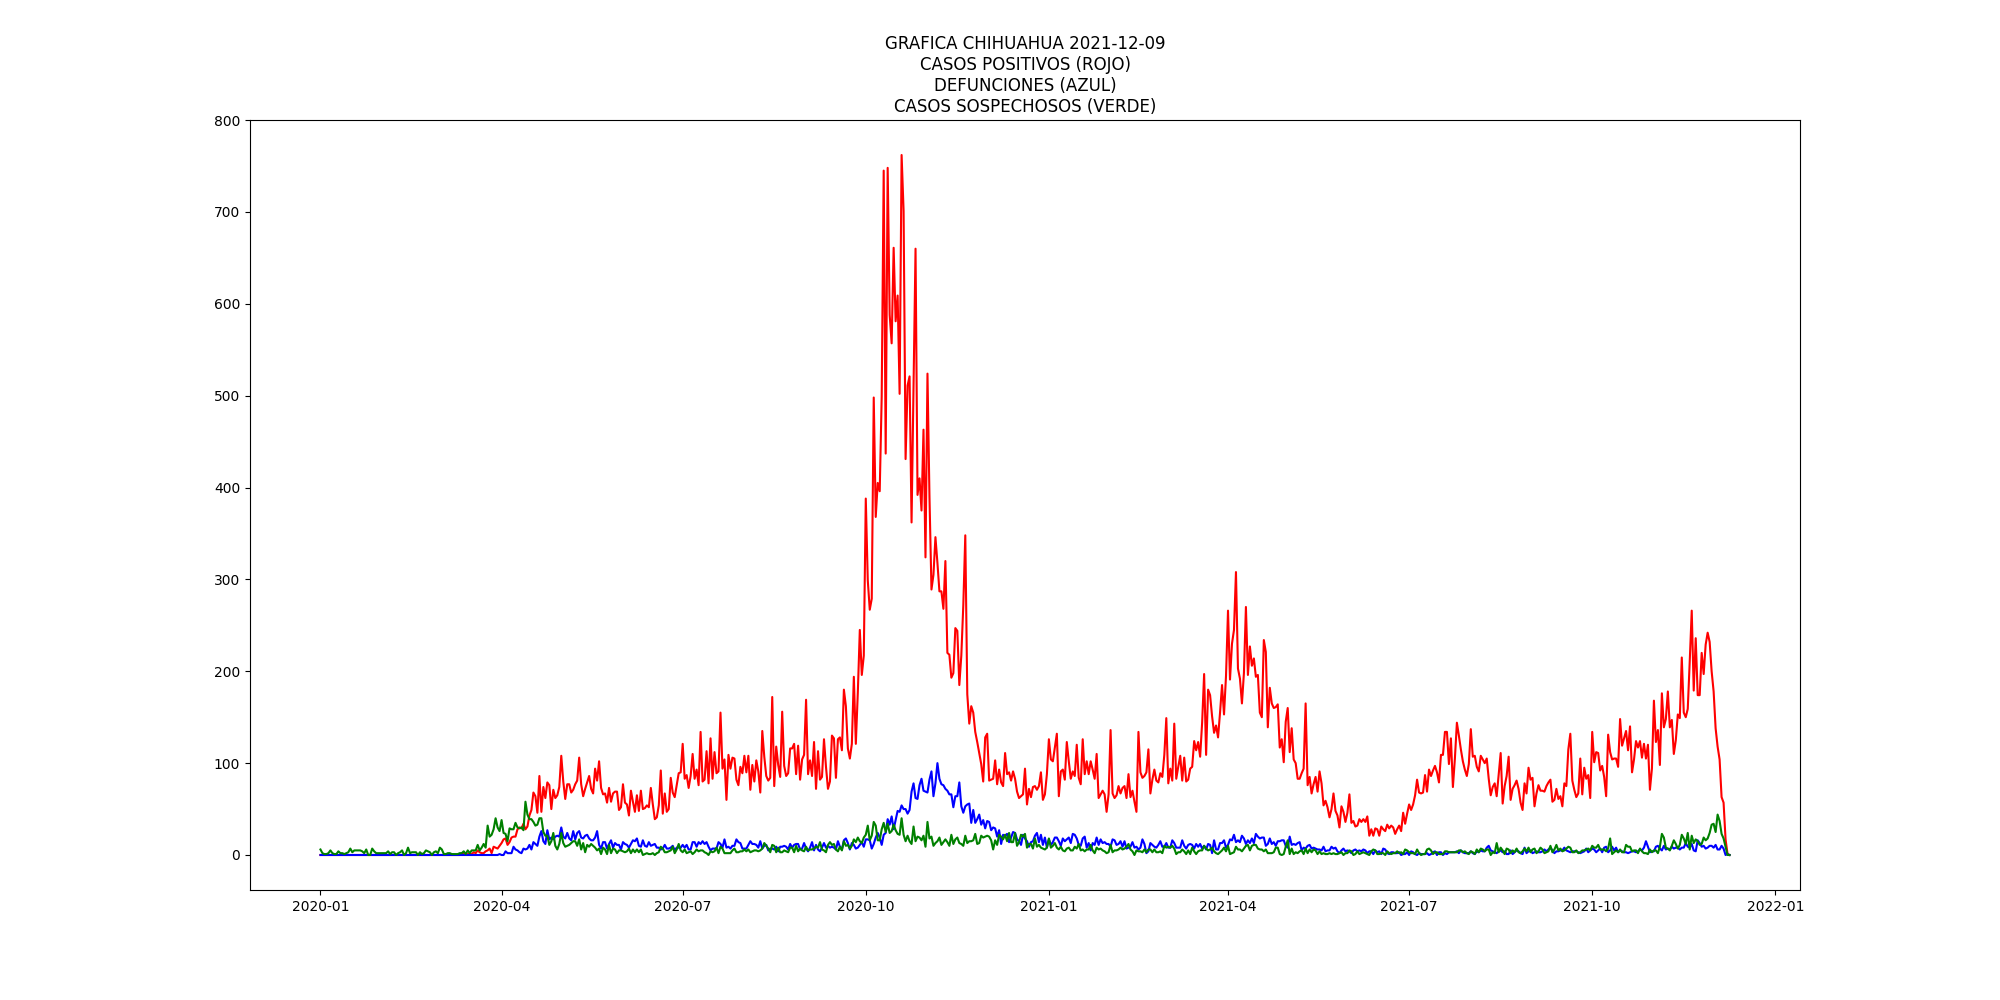 GRAFICA CHIHUAHUA 2021-12-09
CASOS POSITIVOS (ROJO)
DEFUNCIONES (AZUL)
CASOS SOSPECHOSOS (VERDE)
800
700
600
500
400
300
200
100
0
2020-01 2020-04 2020-07 2020-10 2021-01 2021-04 2021-07 2021-10 2022-01